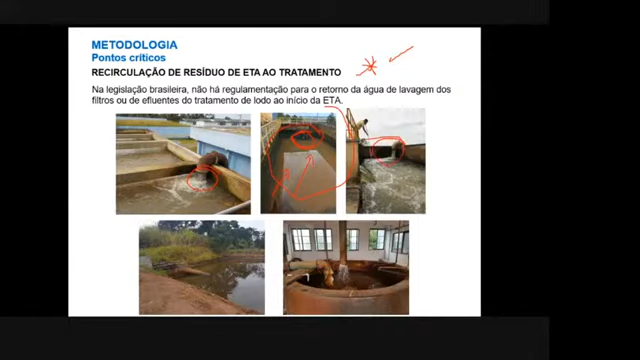 METODOLOGIA
Pontos críticos
RECIRCULAÇÃO DE RESÍDUO DE ETA AO TRATAMENTO
Na legislação brasileira, não há regulamentação para o retorno da água de lavagem dos
filtros ou de efluentes do tratamento de lodo ao início da ETA.